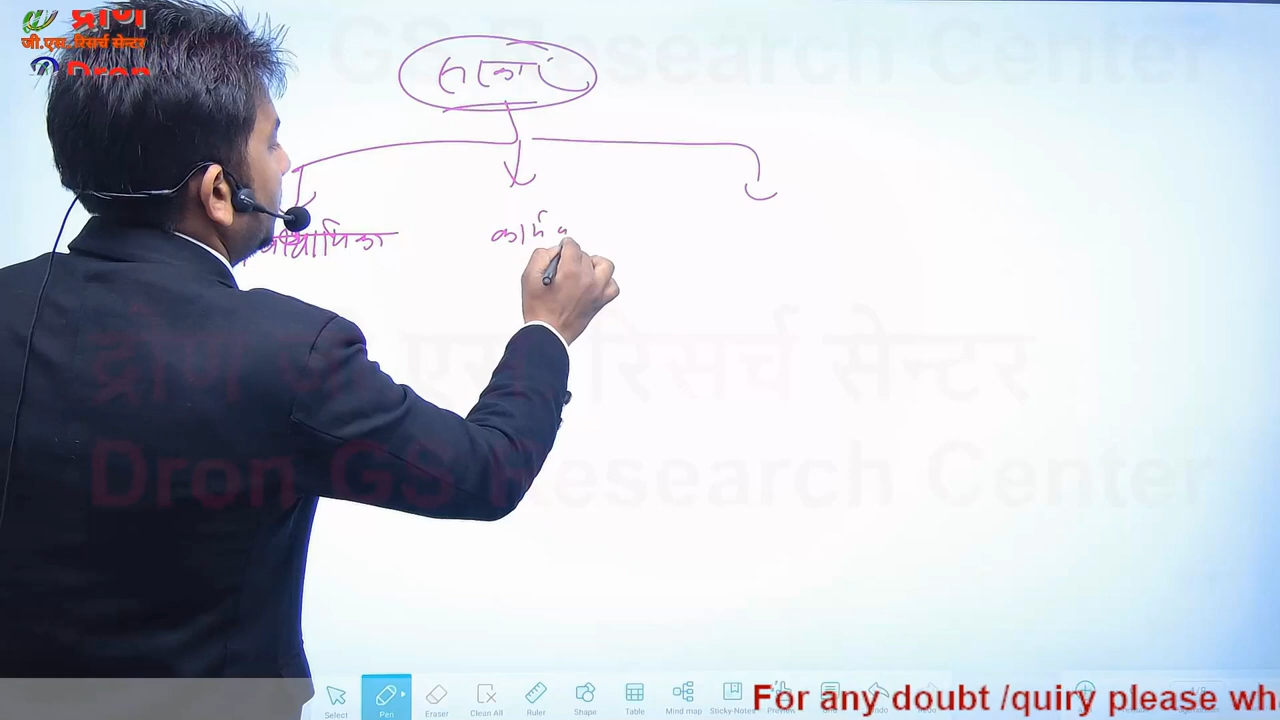 द्रोण
जी.एस. रिसर्च सेन्टर
Dron
GS Research Center
सरकार
द्रोण जी.एस. रिसर्च सेन्टर
Dron GS Research Center
Select
Pen
Eraser
Clean All
Ruler
Shape
Table
Mind map
Sticky-Notes
For any doubt /quiry please wh